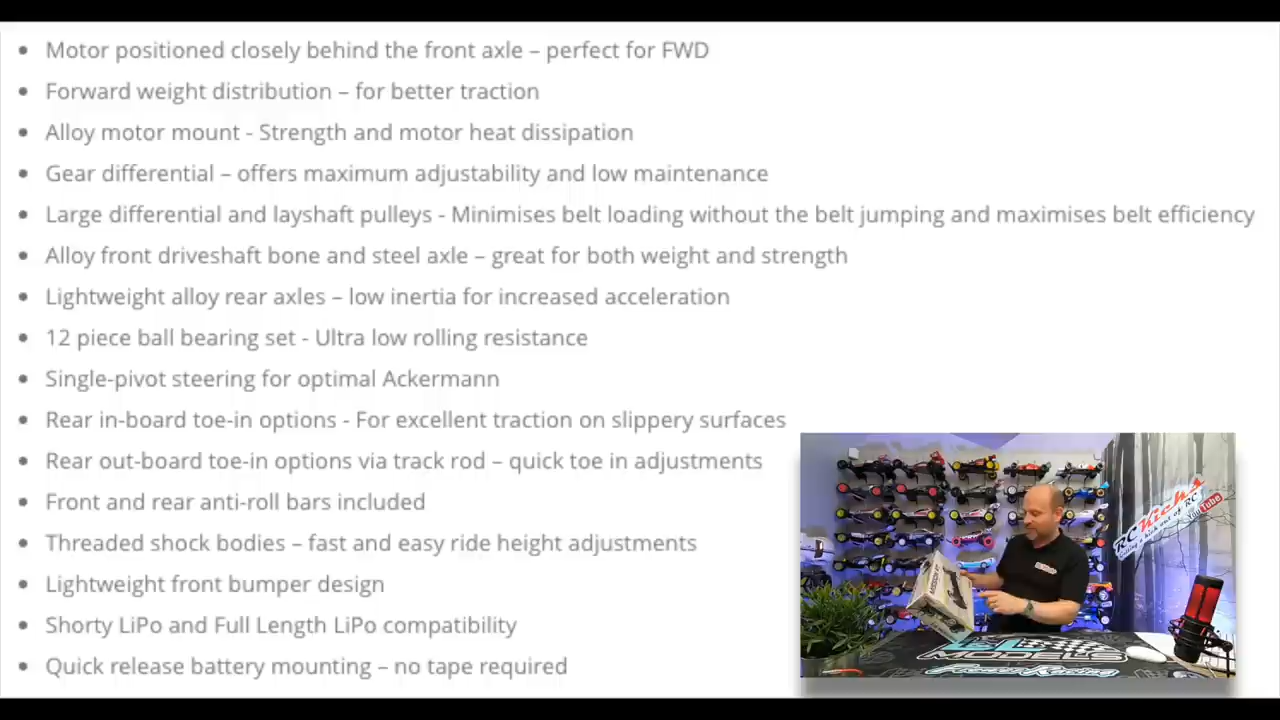 Motor positioned closely behind the front axle – perfect for FWD
Forward weight distribution – for better traction
Alloy motor mount - Strength and motor heat dissipation
Gear differential – offers maximum adjustability and low maintenance
Large differential and layshaft pulleys - Minimises belt loading without the belt jumping and maximises belt efficiency
Alloy front driveshaft bone and steel axle – great for both weight and strength
Lightweight alloy rear axles – low inertia for increased acceleration
12 piece ball bearing set - Ultra low rolling resistance
Single-pivot steering for optimal Ackermann
Rear in-board toe-in options - For excellent traction on slippery surfaces
Rear out-board toe-in options via track rod – quick toe in adjustments
Front and rear anti-roll bars included
Threaded shock bodies – fast and easy ride height adjustments
Lightweight front bumper design
Shorty LiPo and Full Length LiPo compatibility
Quick release battery mounting – no tape required
RC Kicks
YouTube
MODELS
Racing